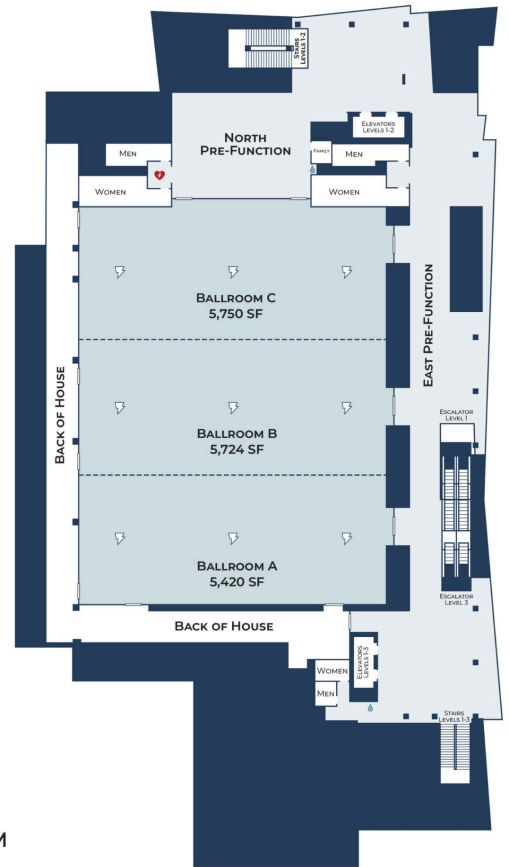 STAIRS
LEVELS 1-2
ELEVATORS
LEVELS 1-2
NORTH
PRE-FUNCTION
FAMILY
MEN
MEN
WOMEN
WOMEN
BALLROOM C
5,750 SF
EAST PRE-FUNCTION
BACK OF HOUSE
ESCALATOR
LEVEL 1
BALLROOM B
5,724 SF
BALLROOM A
5,420 SF
ESCALATOR
LEVEL 3
BACK OF HOUSE
ELEVATORS
LEVELS 1-3
WOMEN
MEN
STAIRS
LEVELS 1-3